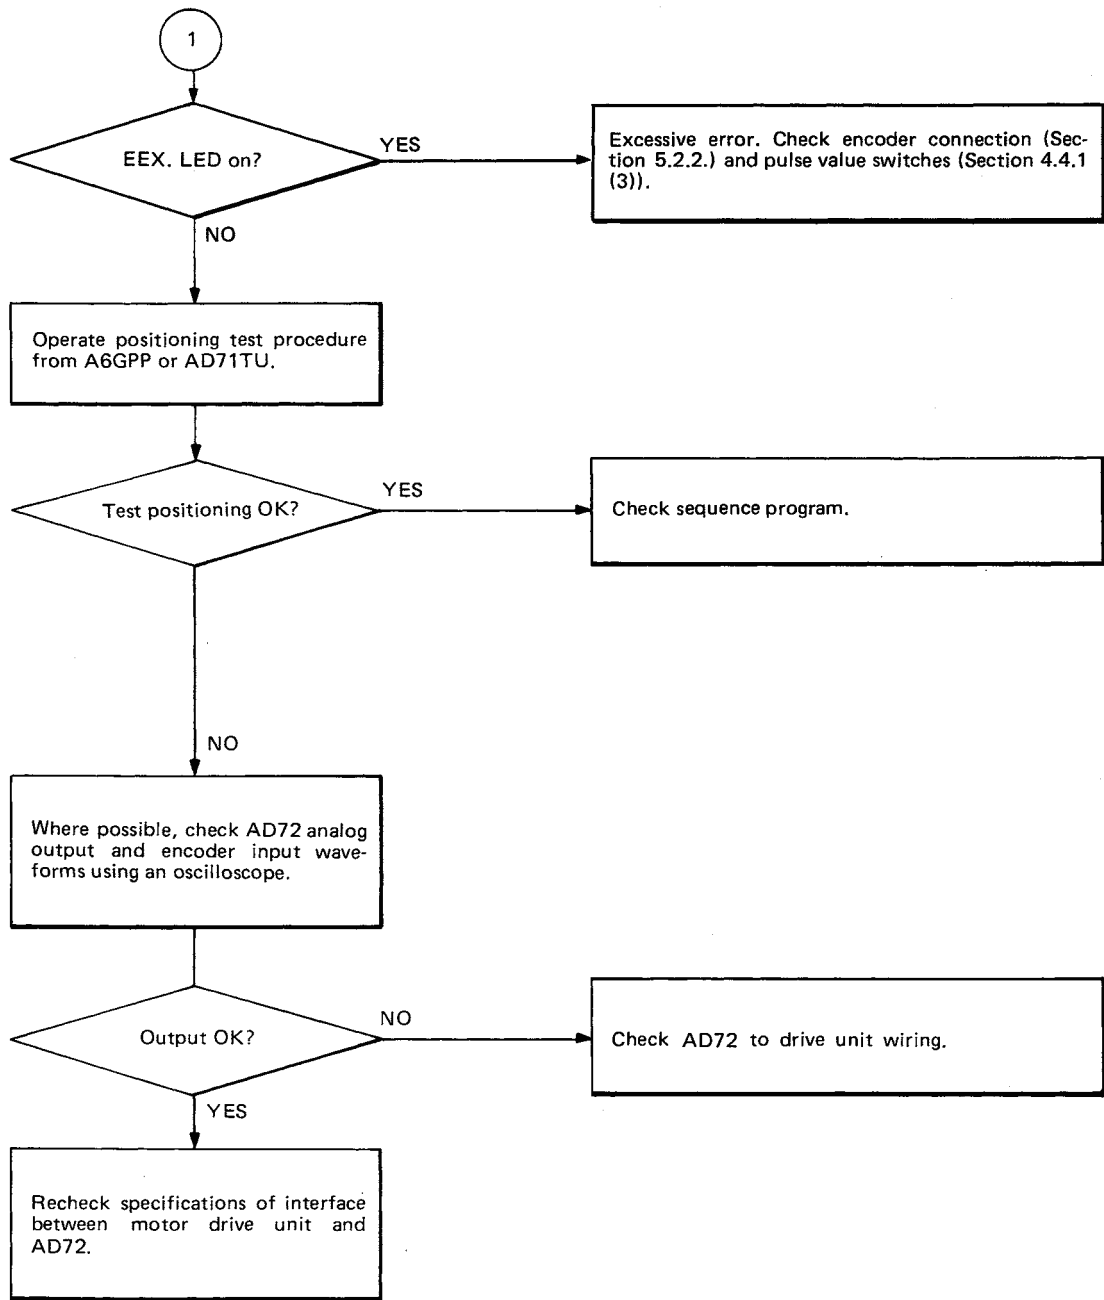 1
EEX. LED on?
YES
Excessive error. Check encoder connection (Sec-
tion 5.2.2.) and pulse value switches (Section 4.4.1
(3)).
NO
Operate positioning test procedure
from A6GPP or AD71TU.
Test positioning OK?
YES
Check sequence program.
NO
Where possible, check AD72 analog
output and encoder input wave-
forms using an oscilloscope.
Output OK?
NO
Check AD72 to drive unit wiring.
YES
Recheck specifications of interface
between motor drive unit and
AD72.